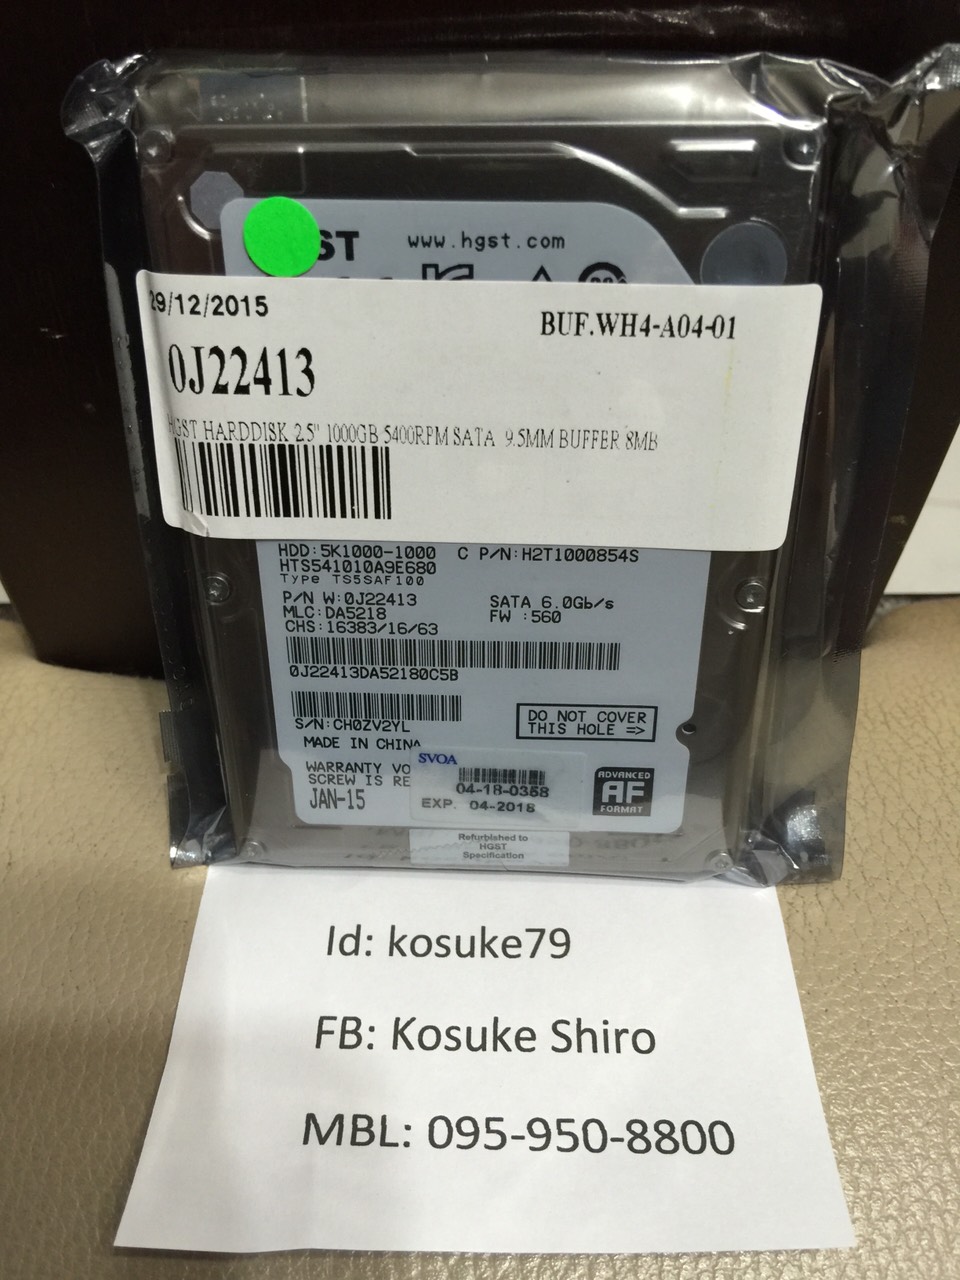 ST www.hgst.com
29/12/2015
BUF.WH4-A04-01
0J22413
HGST HARDDISK 2.5" 1000GB 5400RPM SATA 9.5MM BUFFER 8MB
HDD:5K1000-1000 C P/N:H2T1000854S
HTS541010A9E680
Type TS5SAF100
P/N W:0J22413 SATA 6.0Gb/s
MLC:DA5218 FW :560
CHS:16383/16/63
0J22413DA52180C5B
S/N:CH0ZV2YL
DO NOT COVER
THIS HOLE =>
MADE IN CHINA
WARRANTY VO
SCREW IS RE
JAN-15
SVOA
04-18-0358
EXP. 04-2018
ADVANCED
AF
FORMAT
Refurbished to
HGST
Specification
Id: kosuke79
FB: Kosuke Shiro
MBL: 095-950-8800